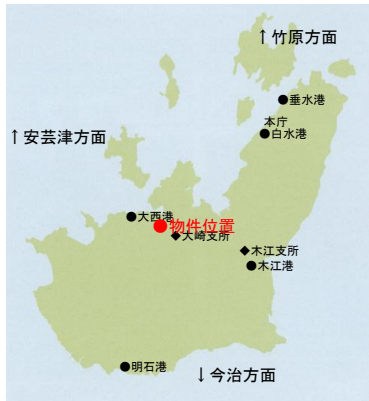 ↑竹原方面
●垂水港
本庁
●白水港
↑安芸津方面
●大西港
●物件位置
◆大崎支所
◆木江支所
●木江港
●明石港
↓今治方面